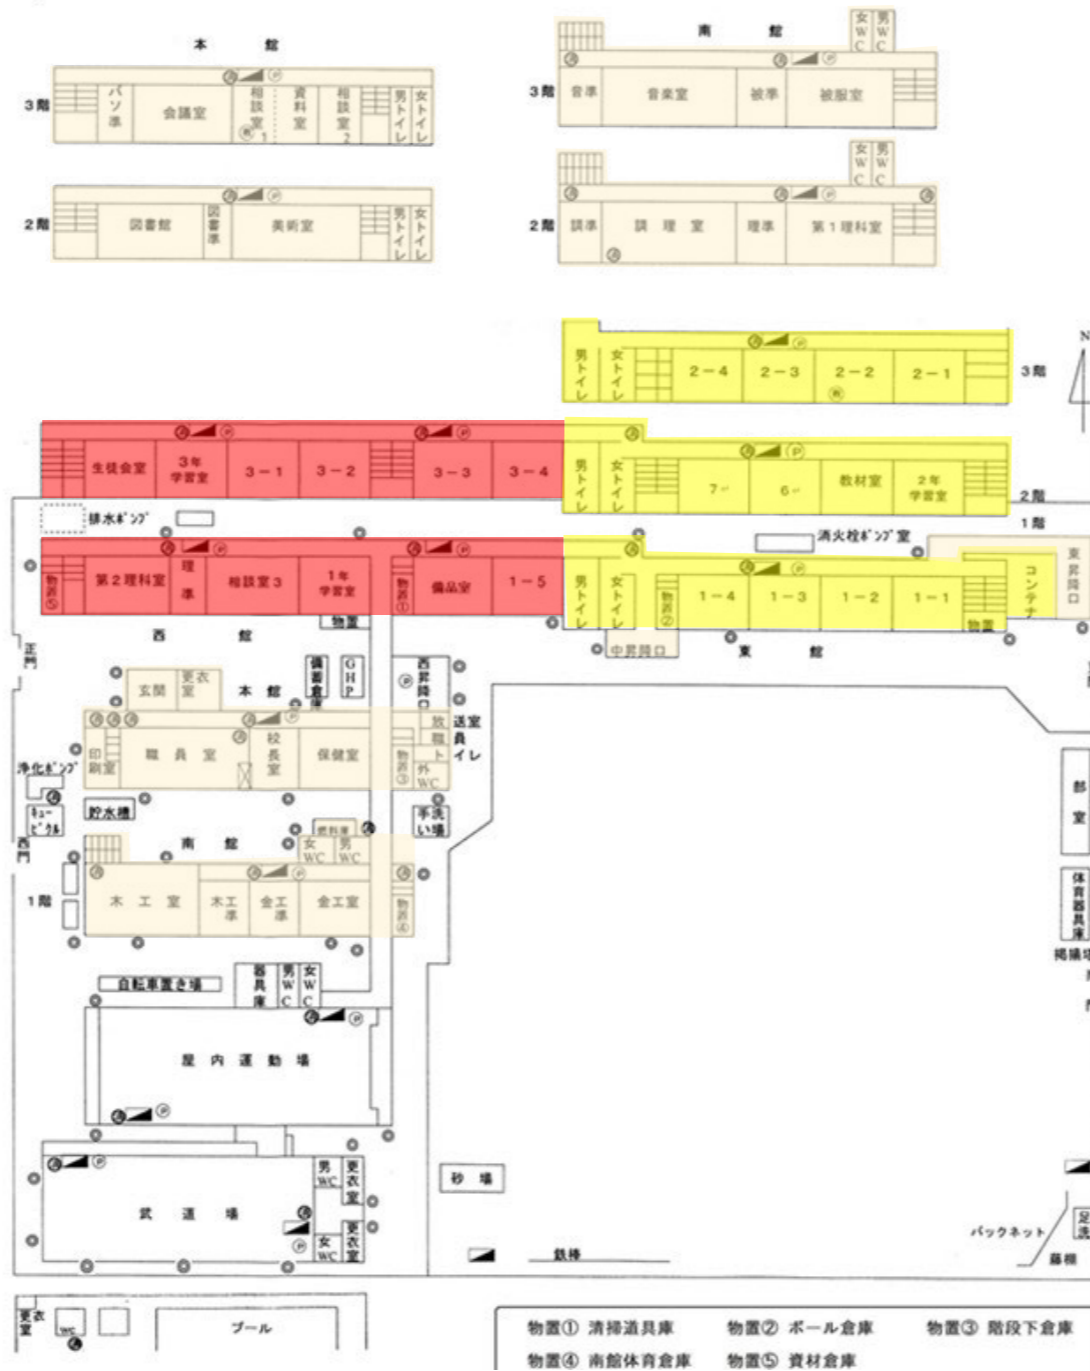 本館
3階
パソ準
会議室
相談室1
資料室
相談室2
男トイレ
女トイレ
2階
図書館
図書準
美術室
男トイレ
女トイレ
南館
女WC
男WC
3階
音準
音楽室
被準
被服室
女WC
男WC
2階
調準
調理室
理準
第1理科室
N
男トイレ
女トイレ
2-4
2-3
2-2
2-1
3階
生徒会室
3年学習室
3-1
3-2
3-3
3-4
男トイレ
女トイレ
7
6
教材室
2年学習室
2階
排水ポンプ
消火栓ポンプ室
1階
物置⑤
第2理科室
理準
相談室3
1年学習室
物置①
備品室
1-5
男トイレ
女トイレ
物置②
1-4
1-3
1-2
1-1
物置
コンテナ
東昇降口
西館
物置
中昇降口
東館
正門
玄関
更衣室
本館
備蓄倉庫
GHP
西昇降口
印刷室
職員室
校長室
保健室
物置③
放送室
職員トイレ
外WC
浄化ポンプ
キュービクル
貯水槽
手洗い場
西門
南館
燃料庫
女WC
男WC
1階
木工室
木工準
金工準
金工室
物置④
部室
体育器具庫
掲揚塔
自転車置き場
器具庫
男WC
女WC
屋内運動場
武道場
男WC
更衣室
女WC
更衣室
砂場
鉄棒
バックネット
足洗
藤棚
更衣室
WC
プール
物置① 清掃道具庫 物置② ボール倉庫 物置③ 階段下倉庫
物置④ 南館体育倉庫 物置⑤ 資材倉庫